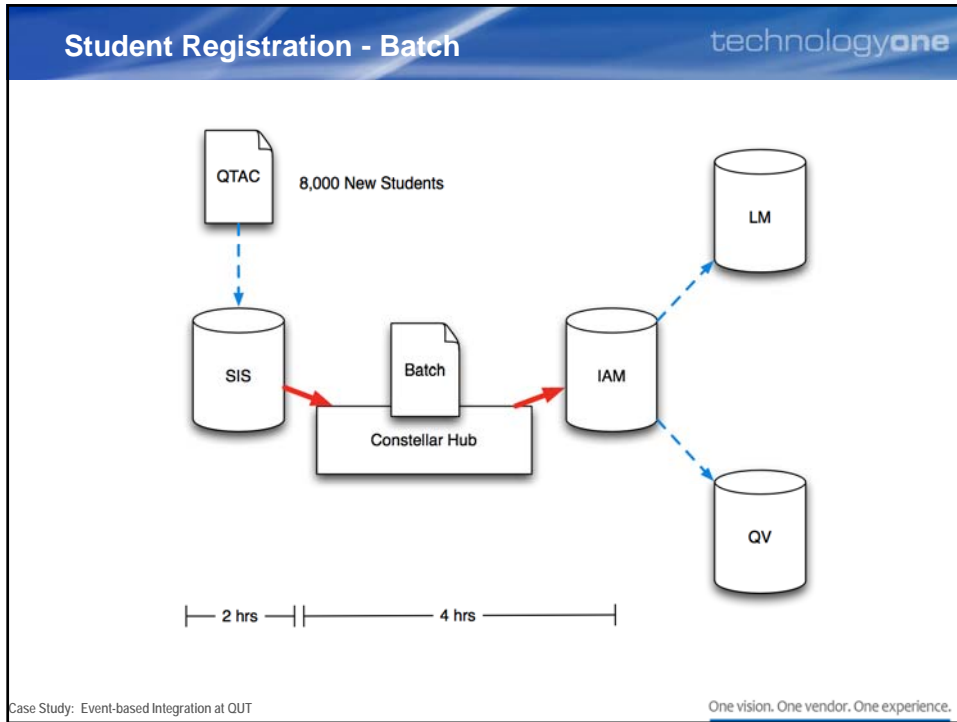 Student Registration - Batch
technologyone
QTAC
8,000 New Students
LM
SIS
Batch
IAM
Constellar Hub
QV
2 hrs
4 hrs
Case Study: Event-based Integration at QUT
One vision. One vendor. One experience.